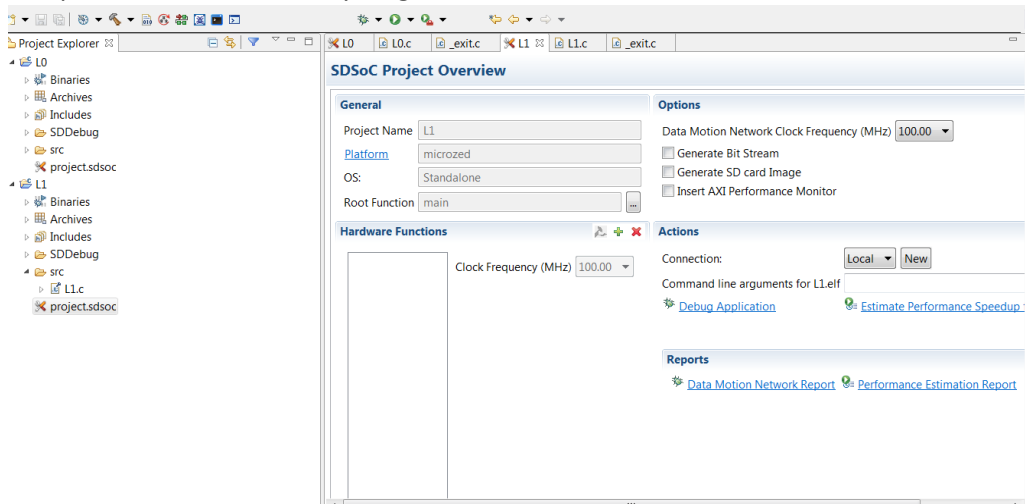 Project Explorer
L0
Binaries
Archives
Includes
SDDebug
src
project.sdsoc
L1
Binaries
Archives
Includes
SDDebug
src
L1.c
project.sdsoc
L0 L0.c _exit.c L1 L1.c _exit.c
SDSoC Project Overview
General
Project Name L1
Platform microzed
OS: Standalone
Root Function main ...
Hardware Functions
Clock Frequency (MHz) 100.00
Options
Data Motion Network Clock Frequency (MHz) 100.00
Generate Bit Stream
Generate SD card Image
Insert AXI Performance Monitor
Actions
Connection: Local New
Command line arguments for L1.elf
Debug Application Estimate Performance Speedup
Reports
Data Motion Network Report Performance Estimation Report